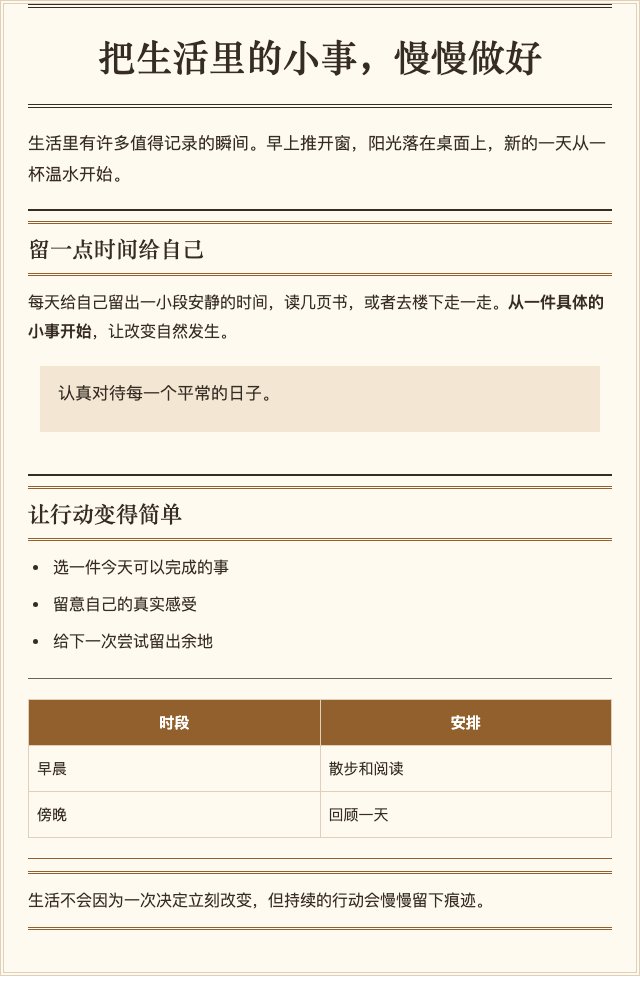 把生活里的小事，慢慢做好
生活里有许多值得记录的瞬间。早上推开窗，阳光落在桌面上，新的一天从一
杯温水开始。
留一点时间给自己
每天给自己留出一小段安静的时间，读几页书，或者去楼下走一走。从一件具体的
小事开始，让改变自然发生。
认真对待每一个平常的日子。
让行动变得简单
• 选一件今天可以完成的事
• 留意自己的真实感受
• 给下一次尝试留出余地
时段 安排
早晨 散步和阅读
傍晚 回顾一天
生活不会因为一次决定立刻改变，但持续的行动会慢慢留下痕迹。